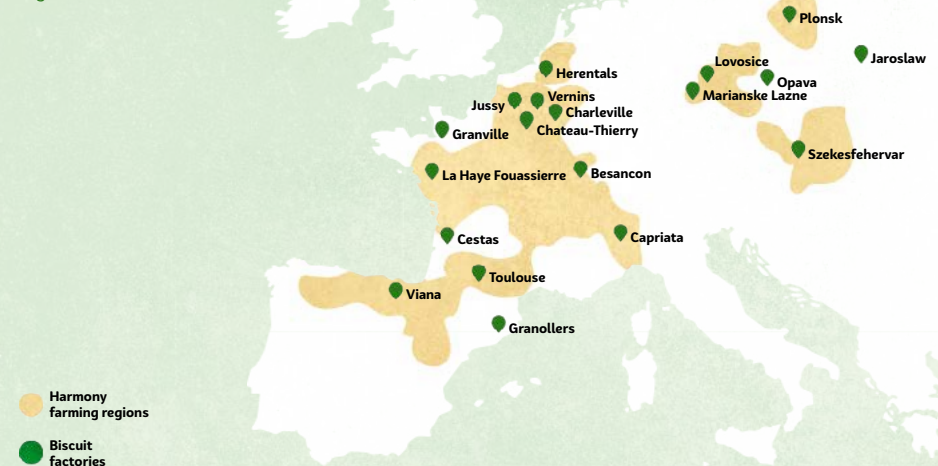 Plonsk
Jaroslaw
Lovosice
Herentals
Opava
Marianske Lazne
Vernins
Jussy
Charleville
Chateau-Thierry
Granville
Szekesfehervar
La Haye Fouassierre
Besancon
Cestas
Capriata
Toulouse
Viana
Granollers
Harmony
farming regions
Biscuit
factories